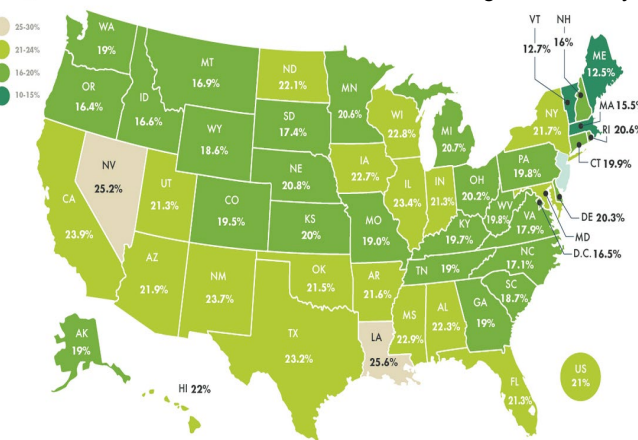 25-30%
21-24%
16-20%
10-15%
WA
19%
OR
16.4%
ID
16.6%
MT
16.9%
WY
18.6%
NV
25.2%
CA
23.9%
UT
21.3%
CO
19.5%
AZ
21.9%
NM
23.7%
ND
22.1%
SD
17.4%
NE
20.8%
KS
20%
OK
21.5%
TX
23.2%
MN
20.6%
IA
22.7%
MO
19.0%
AR
21.6%
LA
25.6%
WI
22.8%
IL
23.4%
MI
20.7%
IN
21.3%
OH
20.2%
KY
19.7%
TN 19%
MS
22.9%
AL
22.3%
GA
19%
FL
21.3%
SC
18.7%
NC
17.1%
VA
17.9%
WV
19.8%
PA
19.8%
NY
21.7%
VT
12.7%
NH
16%
ME
12.5%
MA 15.5%
RI 20.6%
CT 19.9%
DE 20.3%
MD
D.C. 16.5%
AK
19%
HI 22%
US
21%